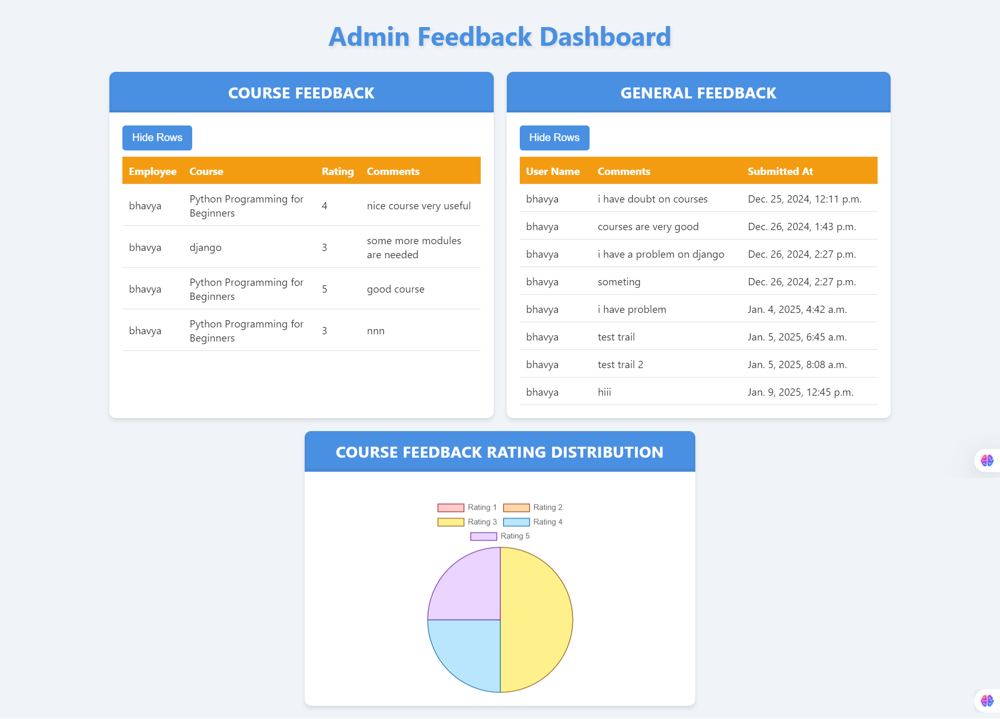 Admin Feedback Dashboard
COURSE FEEDBACK
Hide Rows
Employee Course Rating Comments
bhavya Python Programming for Beginners 4 nice course very useful
bhavya django 3 some more modules are needed
bhavya Python Programming for Beginners 5 good course
bhavya Python Programming for Beginners 3 nnn
GENERAL FEEDBACK
Hide Rows
User Name Comments Submitted At
bhavya i have doubt on courses Dec. 25, 2024, 12:11 p.m.
bhavya courses are very good Dec. 26, 2024, 1:43 p.m.
bhavya i have a problem on django Dec. 26, 2024, 2:27 p.m.
bhavya someting Dec. 26, 2024, 2:27 p.m.
bhavya i have problem Jan. 4, 2025, 4:42 a.m.
bhavya test trail Jan. 5, 2025, 6:45 a.m.
bhavya test trail 2 Jan. 5, 2025, 8:08 a.m.
bhavya hiii Jan. 9, 2025, 12:45 p.m.
COURSE FEEDBACK RATING DISTRIBUTION
Rating 1 Rating 2
Rating 3 Rating 4
Rating 5